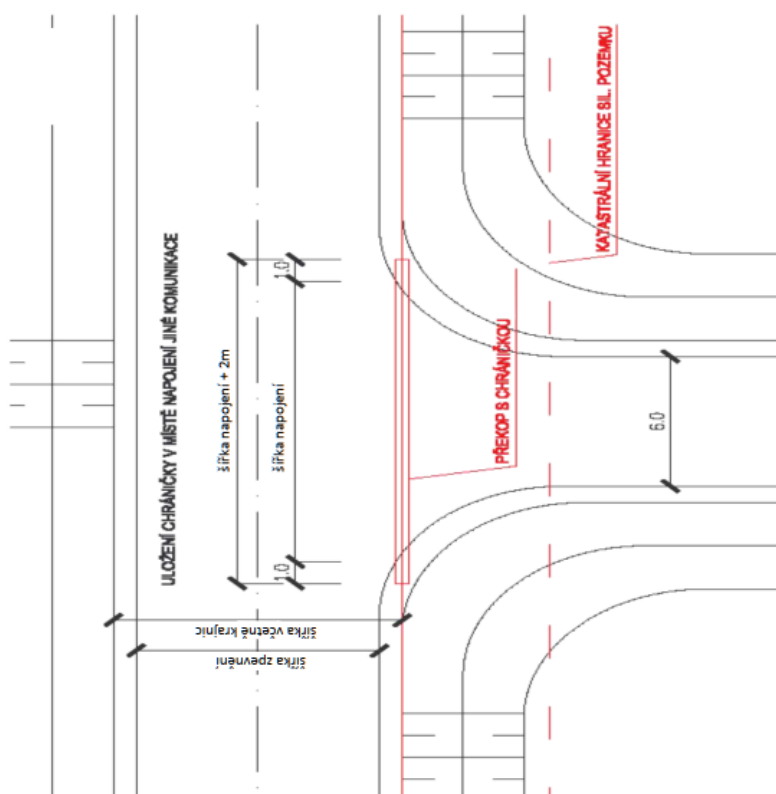 ULOŽENÍ CHRÁNIČKY V MÍSTĚ NAPOJENÍ JINÉ KOMUNIKACE
šířka napojení + 2m
1.0
šířka napojení
1.0
PŘEKOP S CHRÁNIČKOU
KATASTRÁLNÍ HRANICE SIL. POZEMKU
6.0
šířka včetně krajnic
šířka zpevnění